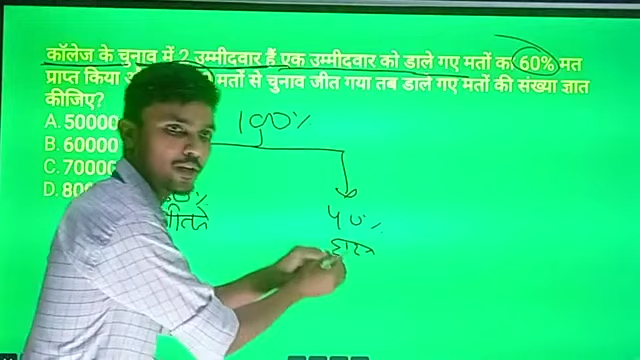 कॉलेज के चुनाव में 2 उम्मीदवार हैं एक उम्मीदवार को डाले गए मतों का 60% मत
प्राप्त किया मतों से चुनाव जीत गया तब डाले गए मतों की संख्या ज्ञात
कीजिए?
A. 50000
B. 60000
C. 70000
D.
100%
40%
हारा